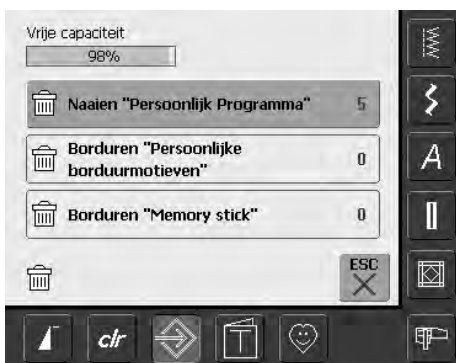 Vrije capaciteit
98%
Naaien "Persoonlijk Programma" 5
Borduren "Persoonlijke
borduurmotieven" 0
Borduren "Memory stick" 0
ESC
A
clr
T